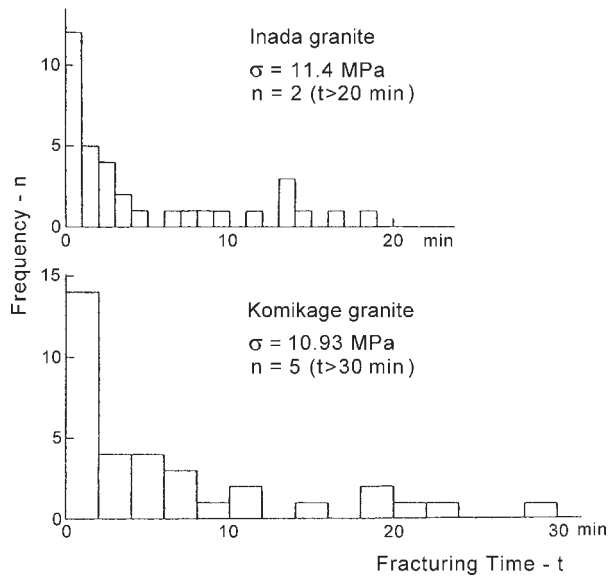 Inada granite
σ = 11.4 MPa
n = 2 (t>20 min)
10
5
0
0 10 20 min
Frequency - n
Komikage granite
σ = 10.93 MPa
n = 5 (t>30 min)
15
10
5
0
0 10 20 30 min
Fracturing Time - t